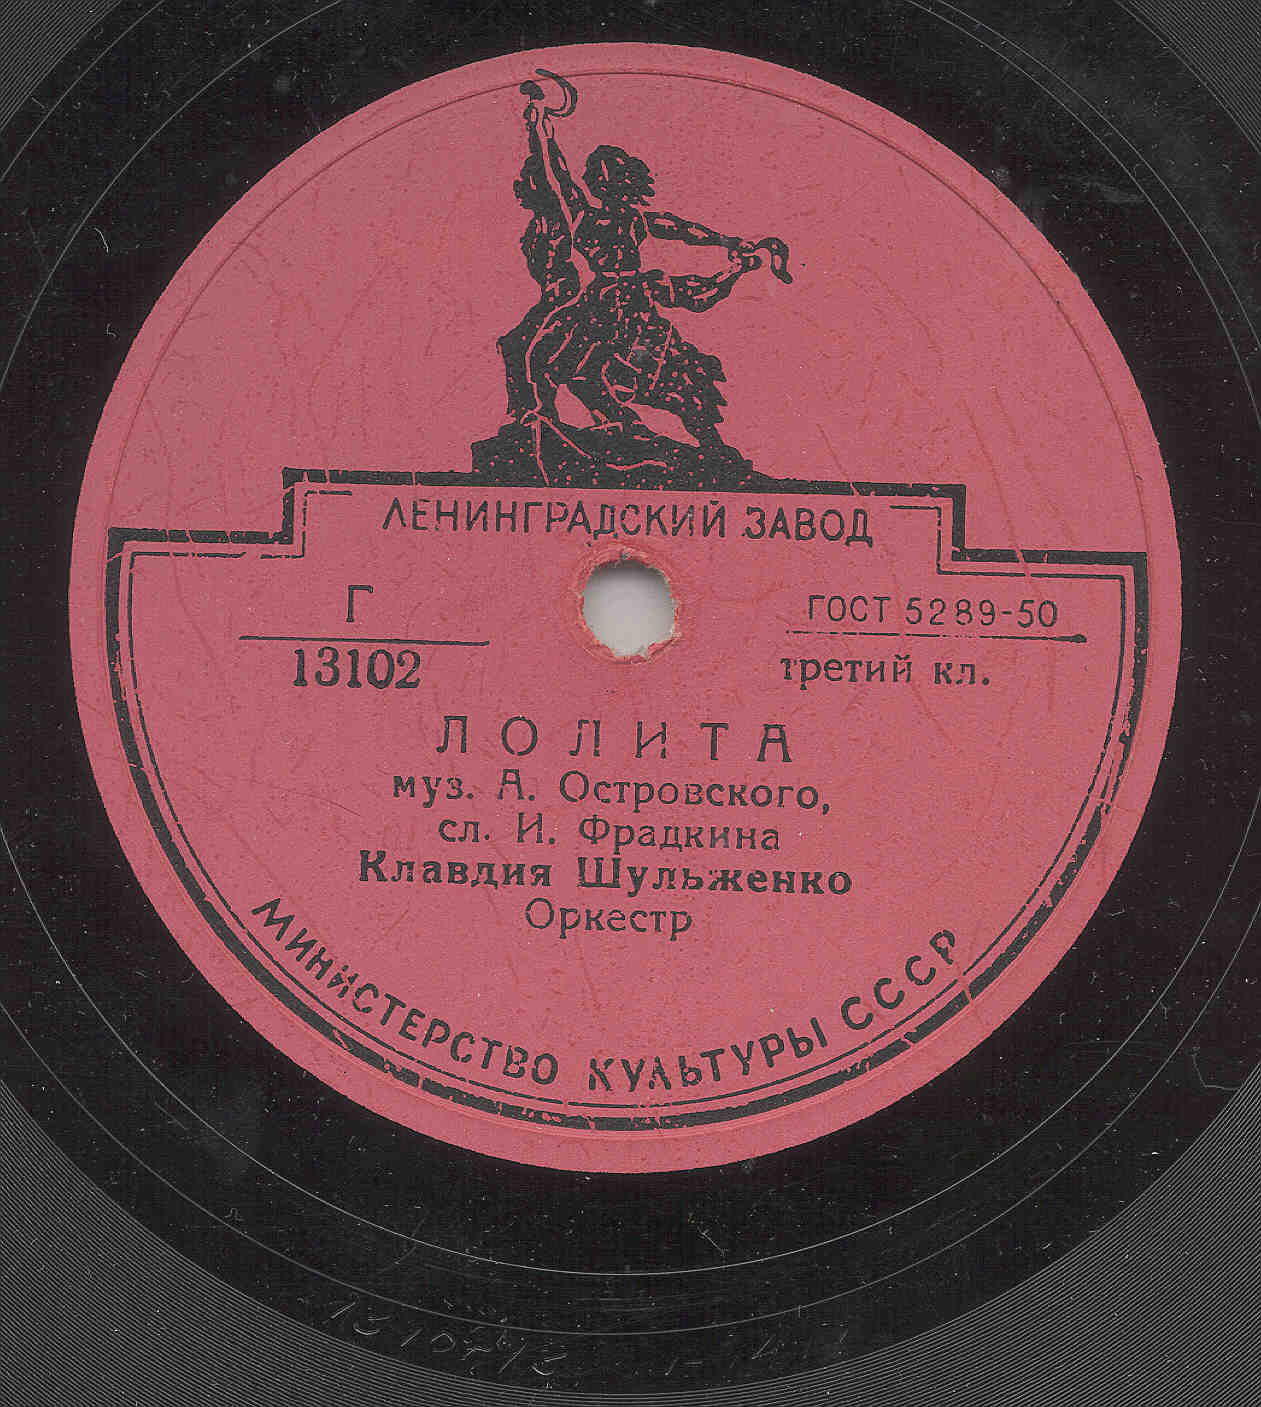 ЛЕНИНГРАДСКИЙ ЗАВОД
Г
13102
ГОСТ 5289-50
третий кл.
ЛОЛИТА
муз. А. Островского,
сл. И. Фрадкина
Клавдия Шульженко
Оркестр
МИНИСТЕРСТВО КУЛЬТУРЫ СССР